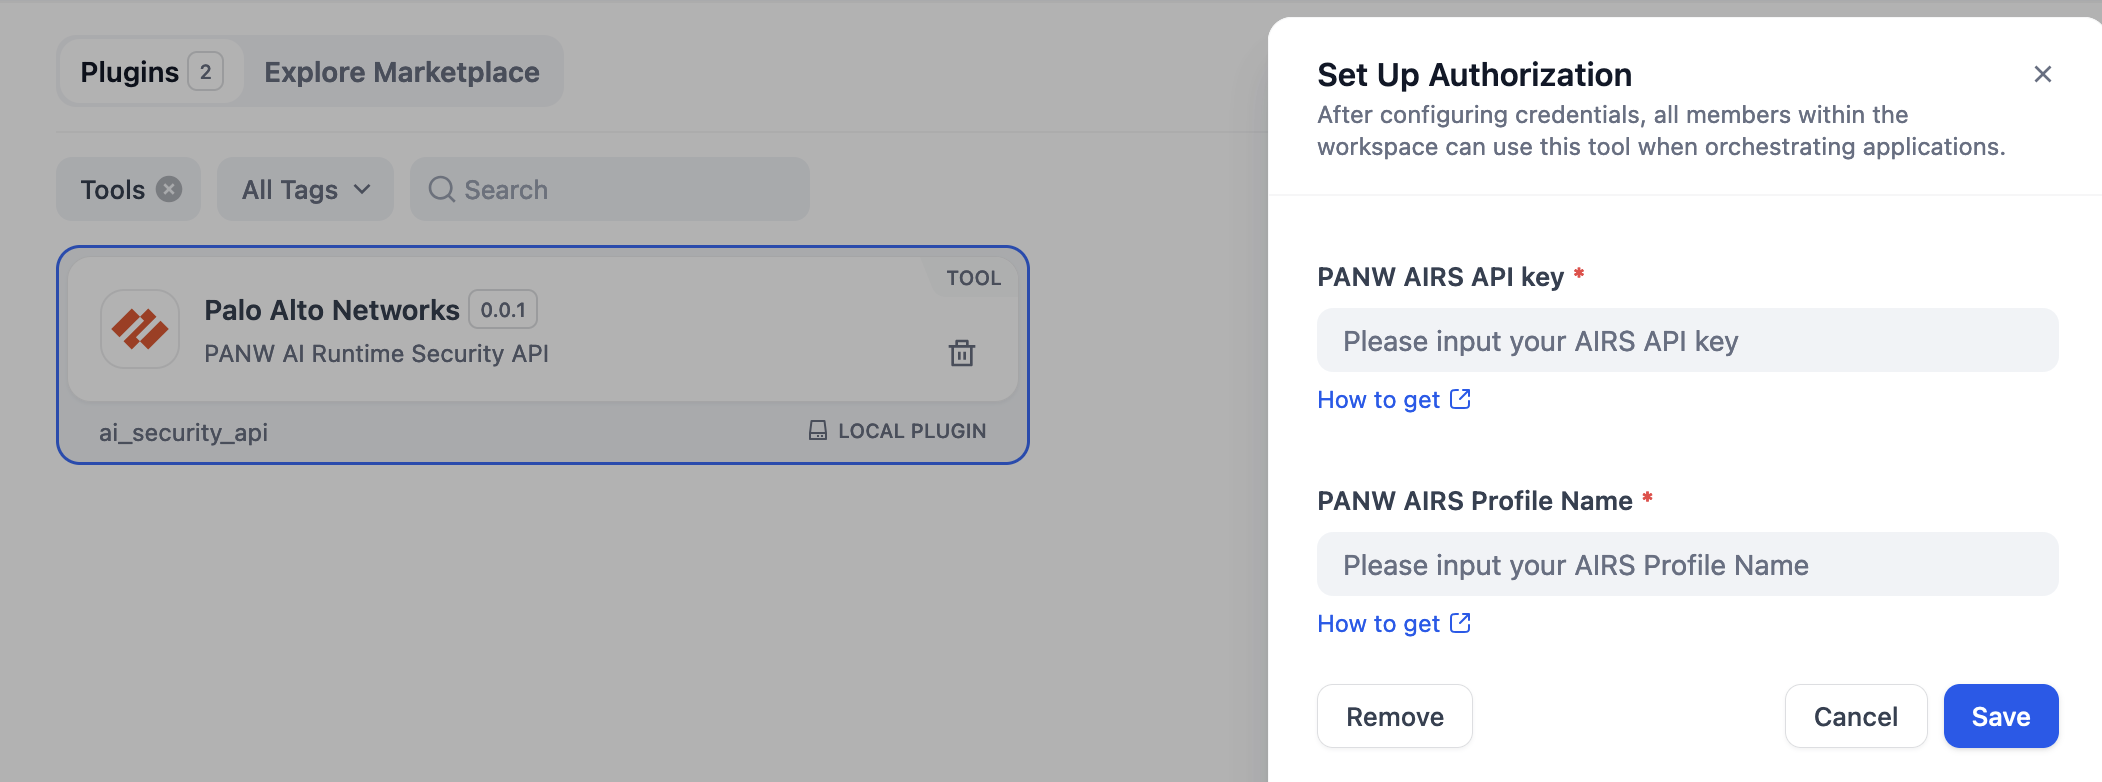 Plugins 2 Explore Marketplace
Tools All Tags Search
TOOL
Palo Alto Networks 0.0.1
PANW AI Runtime Security API
ai_security_api LOCAL PLUGIN
Set Up Authorization
After configuring credentials, all members within the
workspace can use this tool when orchestrating applications.
PANW AIRS API key *
Please input your AIRS API key
How to get
PANW AIRS Profile Name *
Please input your AIRS Profile Name
How to get
Remove Cancel Save